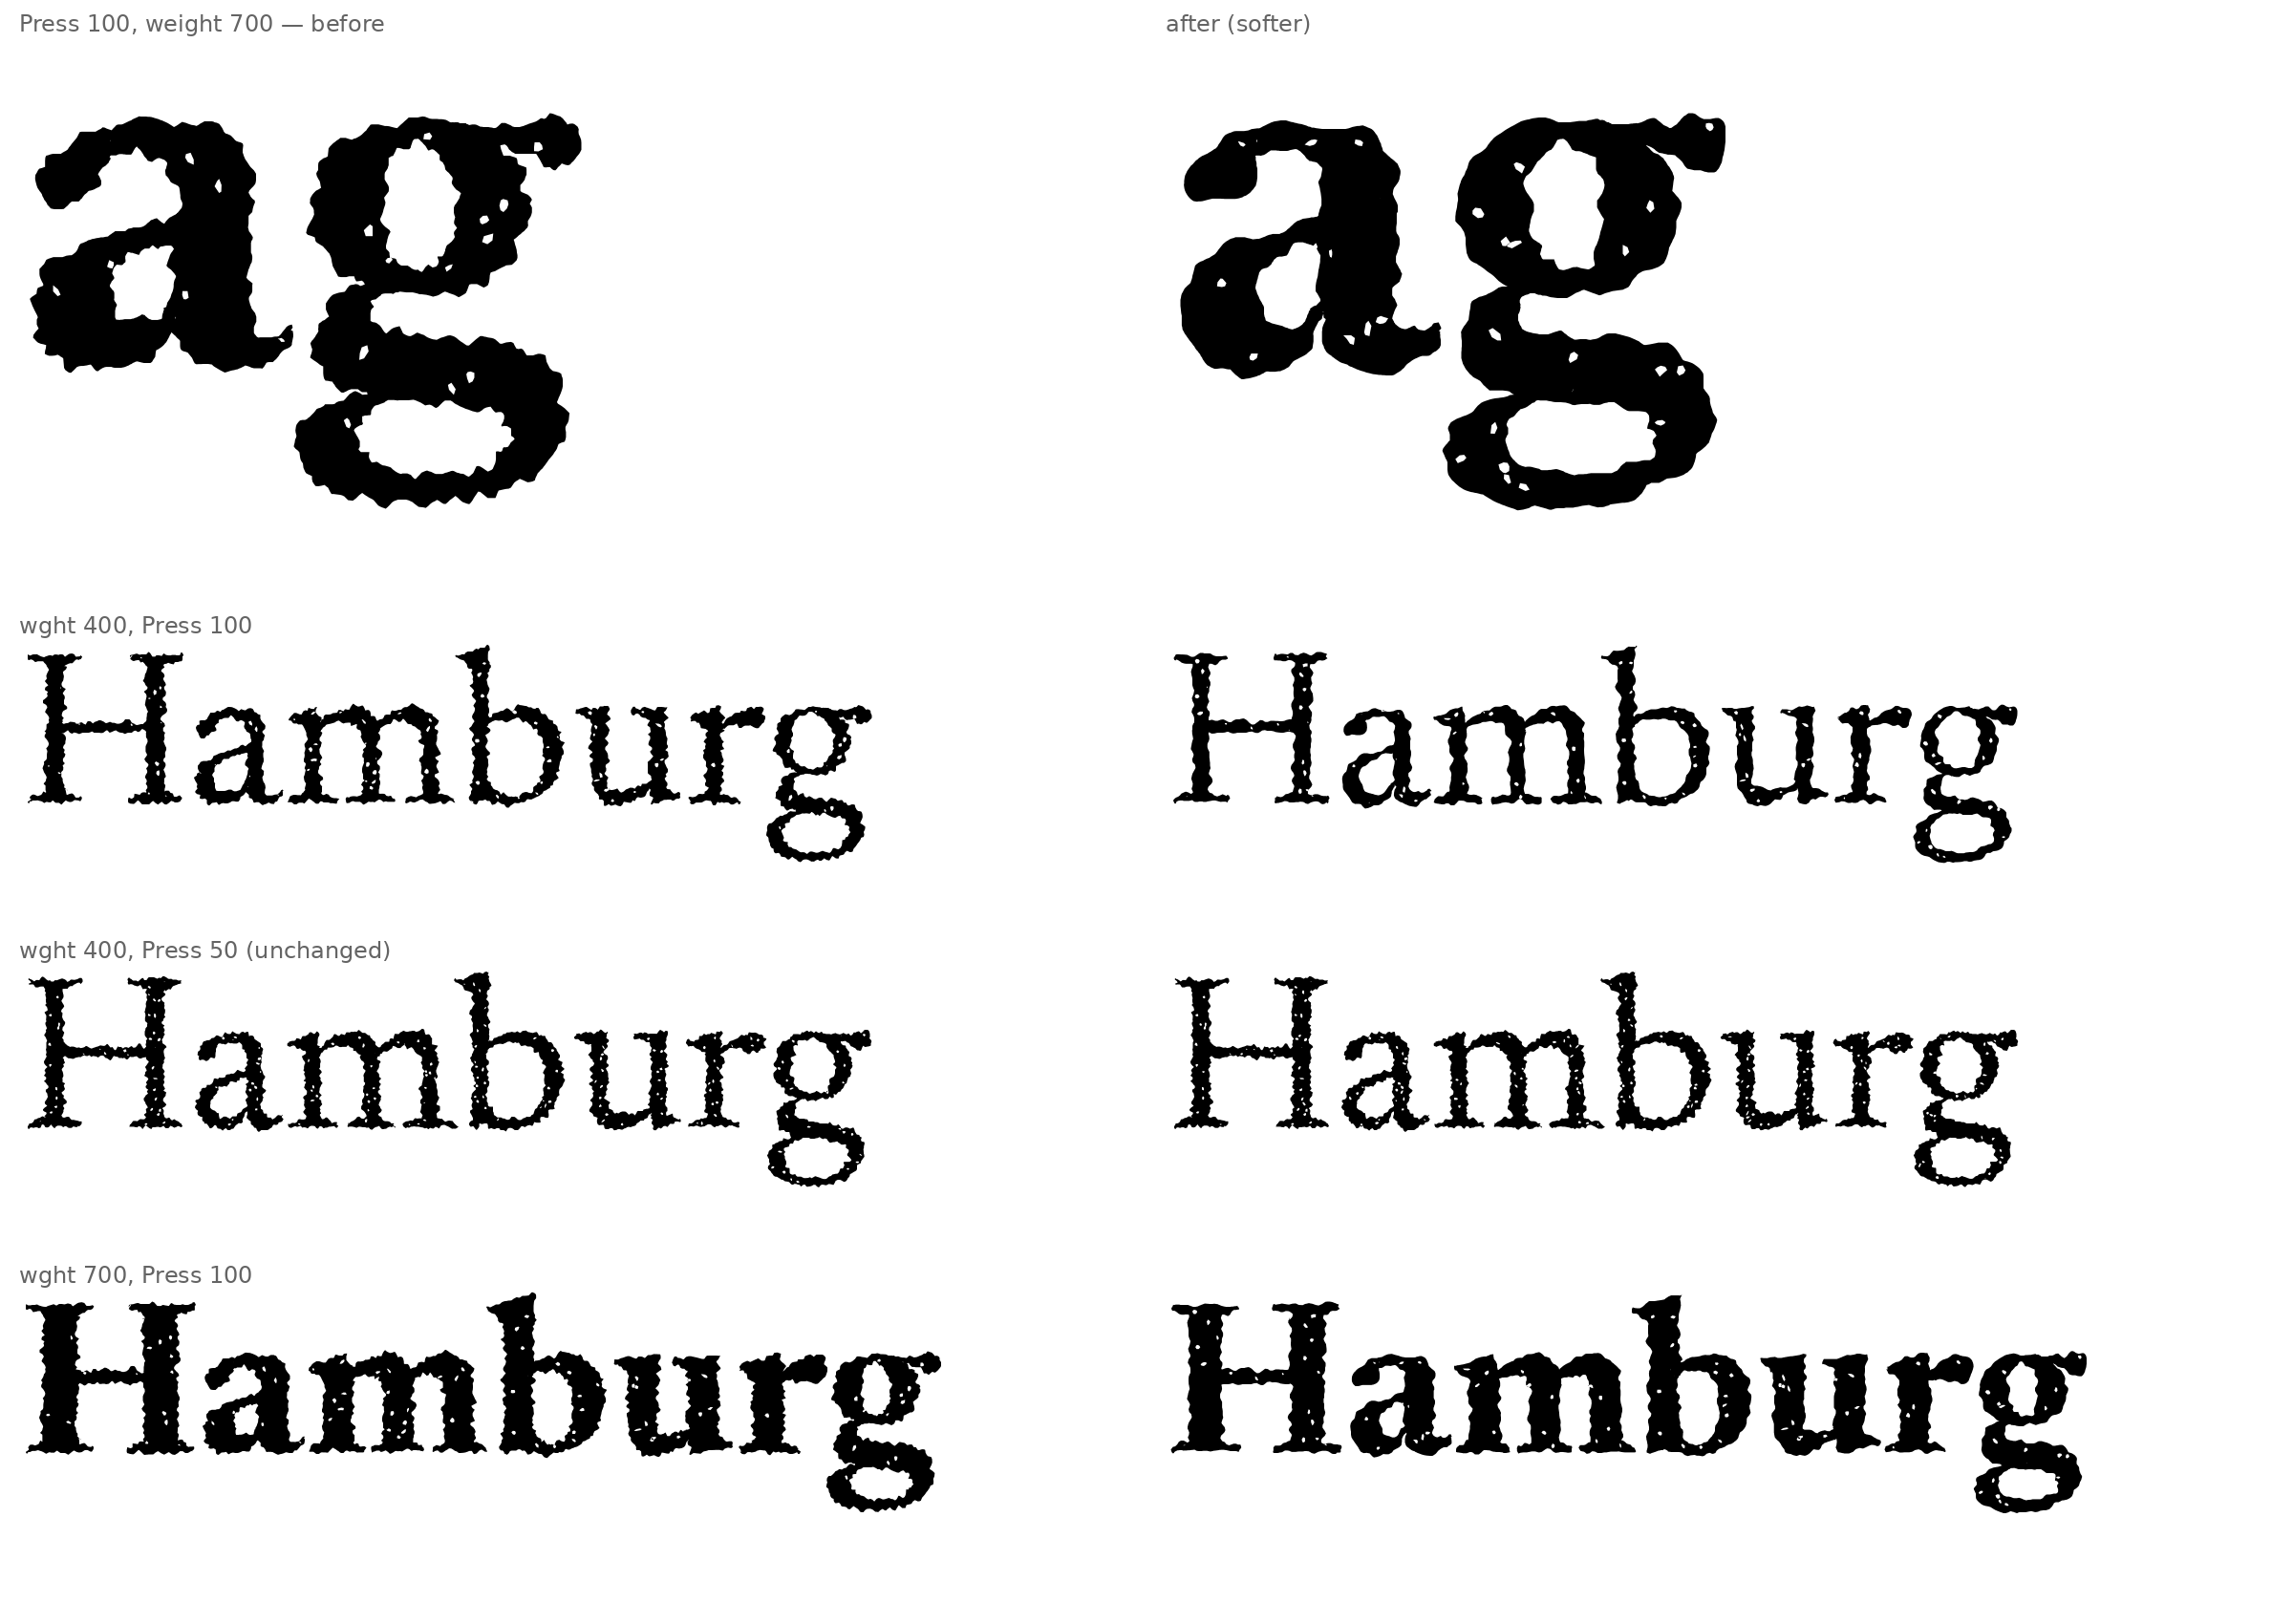 Press 100, weight 700 — before
after (softer)
ag
ag
wght 400, Press 100
Hamburg
Hamburg
wght 400, Press 50 (unchanged)
Hamburg
Hamburg
wght 700, Press 100
Hamburg
Hamburg